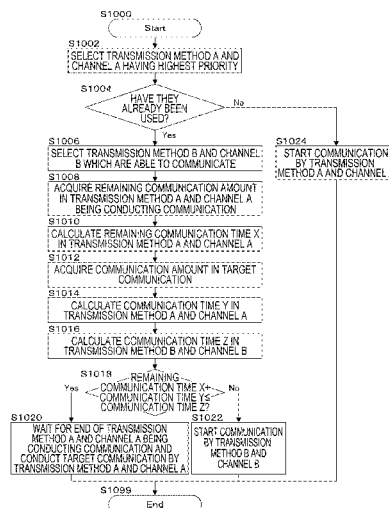 S1000
Start
S1002
SELECT TRANSMISSION METHOD A AND
CHANNEL A HAVING HIGHEST PRIORITY
S1004
HAVE THEY
ALREADY BEEN
USED?
No
Yes
S1006
SELECT TRANSMISSION METHOD B AND CHANNEL
B WHICH ARE ABLE TO COMMUNICATE
S1024
START COMMUNICATION
BY TRANSMISSION
METHOD A AND CHANNEL
S1008
ACQUIRE REMAINING COMMUNICATION AMOUNT
IN TRANSMISSION METHOD A AND CHANNEL A
BEING CONDUCTING COMMUNICATION
S1010
CALCULATE REMAINING COMMUNICATION TIME X
IN TRANSMISSION METHOD A AND CHANNEL A
S1012
ACQUIRE COMMUNICATION AMOUNT IN TARGET
COMMUNICATION
S1014
CALCULATE COMMUNICATION TIME Y IN
TRANSMISSION METHOD A AND CHANNEL A
S1016
CALCULATE COMMUNICATION TIME Z IN
TRANSMISSION METHOD B AND CHANNEL B
S1018
REMAINING
COMMUNICATION TIME X+
COMMUNICATION TIME Y≤
COMMUNICATION TIME Z?
Yes
No
S1020
WAIT FOR END OF TRANSMISSION
METHOD A AND CHANNEL A BEING
CONDUCTING COMMUNICATION AND
CONDUCT TARGET COMMUNICATION BY
TRANSMISSION METHOD A AND CHANNEL A
S1022
START COMMUNICATION
BY TRANSMISSION
METHOD B AND
CHANNEL B
S1099
End